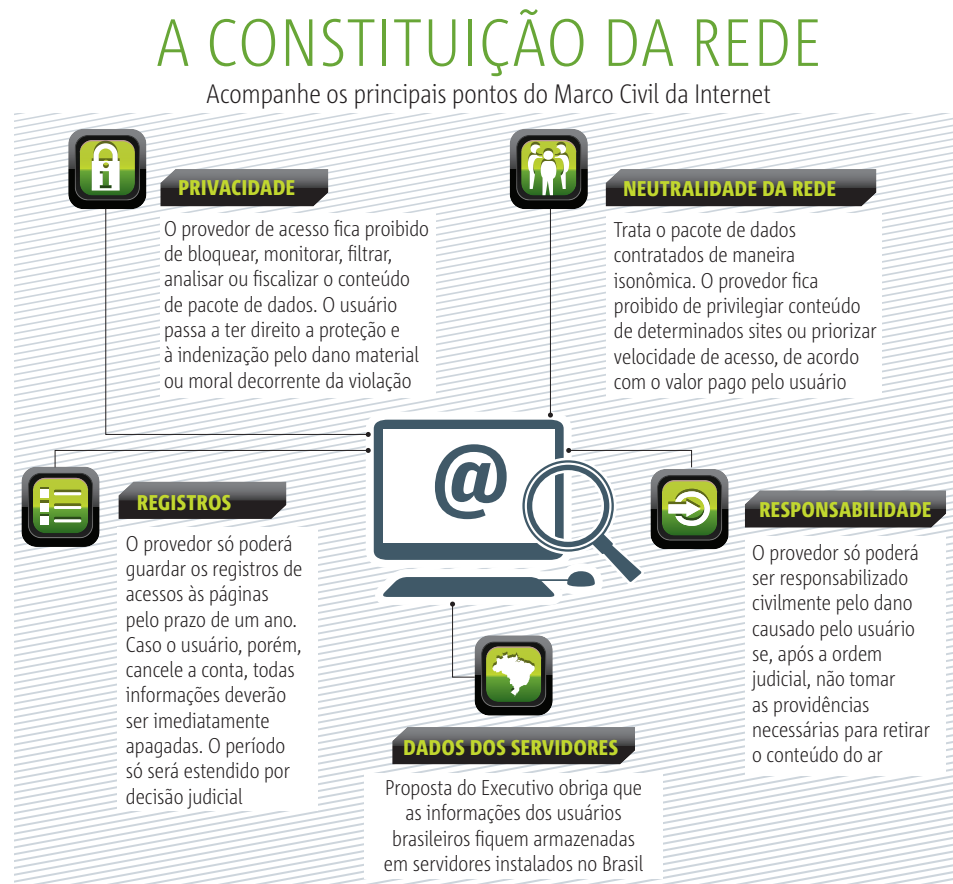 A CONSTITUIÇÃO DA REDE
Acompanhe os principais pontos do Marco Civil da Internet
PRIVACIDADE
O provedor de acesso fica proibido
de bloquear, monitorar, filtrar,
analisar ou fiscalizar o conteúdo
de pacote de dados. O usuário
passa a ter direito a proteção e
à indenização pelo dano material
ou moral decorrente da violação
NEUTRALIDADE DA REDE
Trata o pacote de dados
contratados de maneira
isonômica. O provedor fica
proibido de privilegiar conteúdo
de determinados sites ou priorizar
velocidade de acesso, de acordo
com o valor pago pelo usuário
@
REGISTROS
O provedor só poderá
guardar os registros de
acessos às páginas
pelo prazo de um ano.
Caso o usuário, porém,
cancele a conta, todas
informações deverão
ser imediatamente
apagadas. O período
só será estendido por
decisão judicial
RESPONSABILIDADE
O provedor só poderá
ser responsabilizado
civilmente pelo dano
causado pelo usuário
se, após a ordem
judicial, não tomar
as providências
necessárias para retirar
o conteúdo do ar
DADOS DOS SERVIDORES
Proposta do Executivo obriga que
as informações dos usuários
brasileiros fiquem armazenadas
em servidores instalados no Brasil